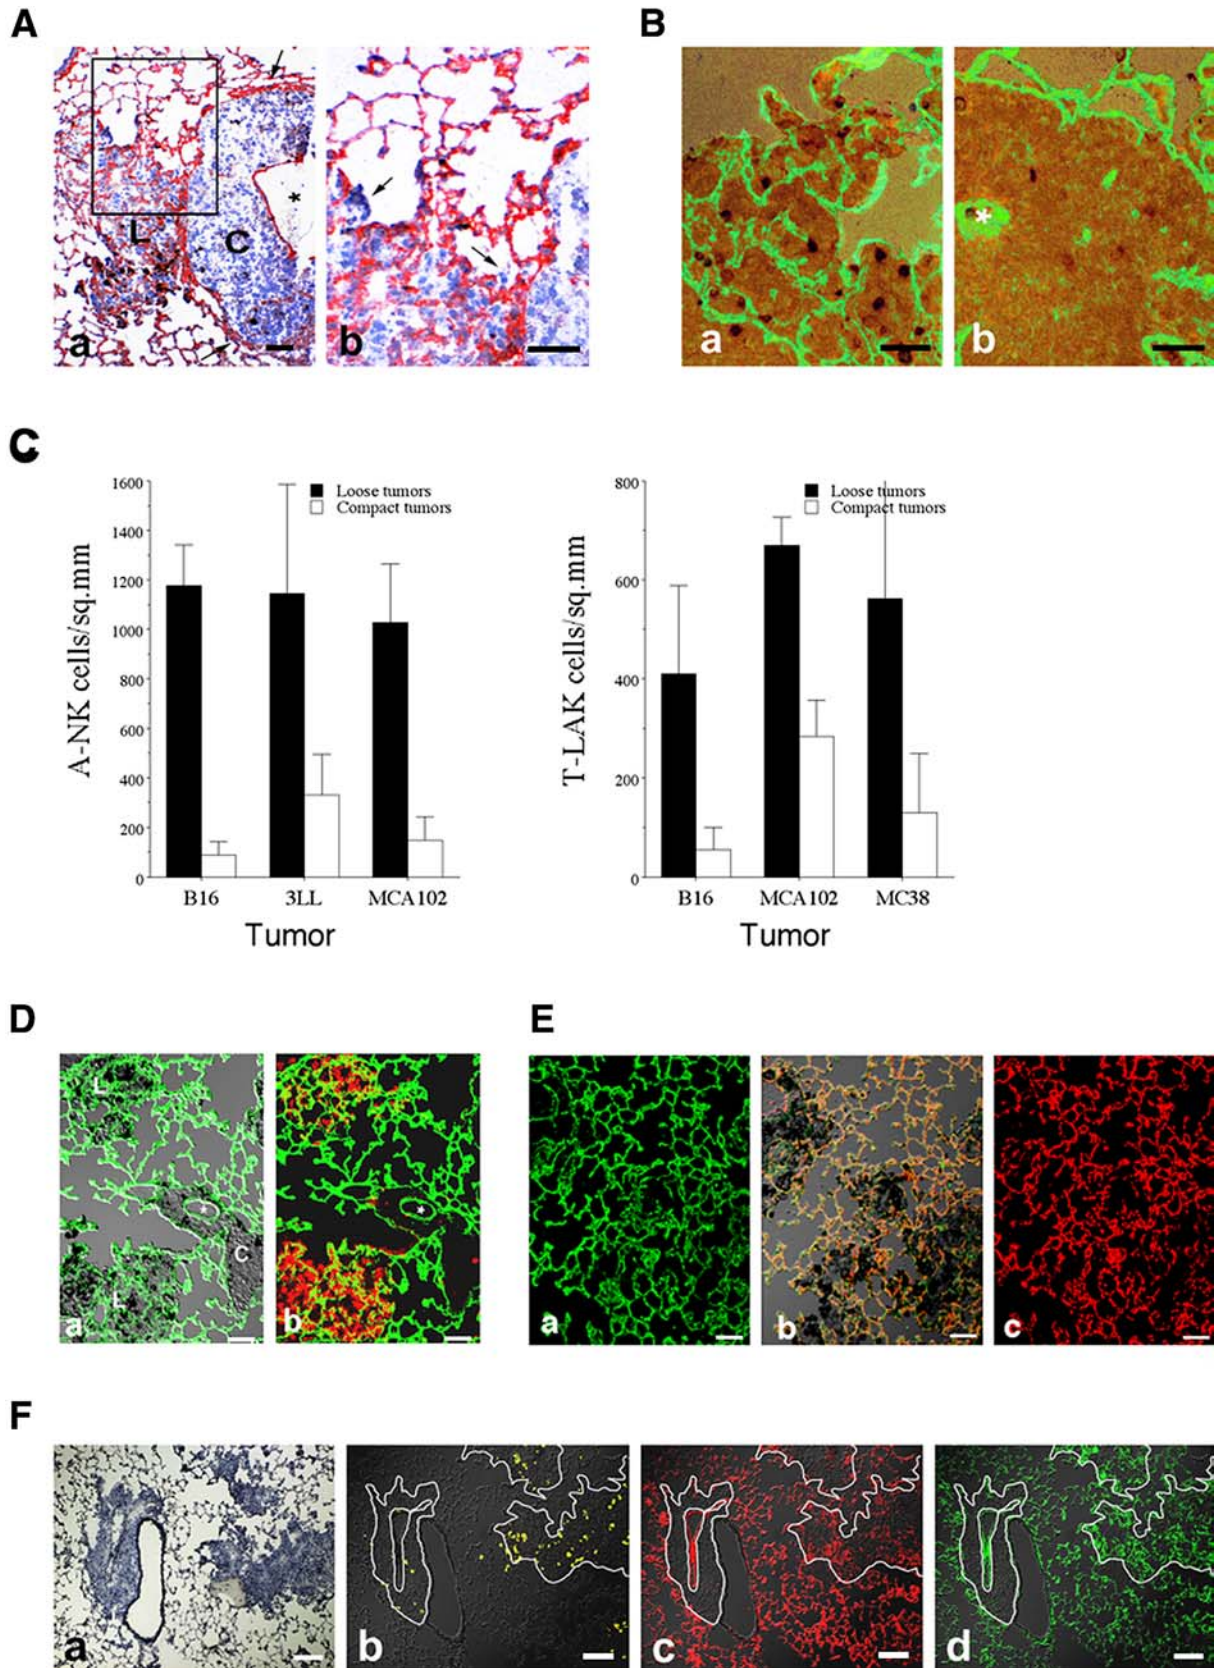 A
B
L
C
*
a
b
a
*
b
C
1600
1400
1200
1000
800
600
400
200
0
A-NK cells/sq.mm
Loose tumors
Compact tumors
B16 3LL MCA102
Tumor
800
600
400
200
0
T-LAK cells/sq.mm
Loose tumors
Compact tumors
B16 MCA102 MC38
Tumor
D
E
L
*
C
L
a
*
b
a
b
c
F
a
b
c
d